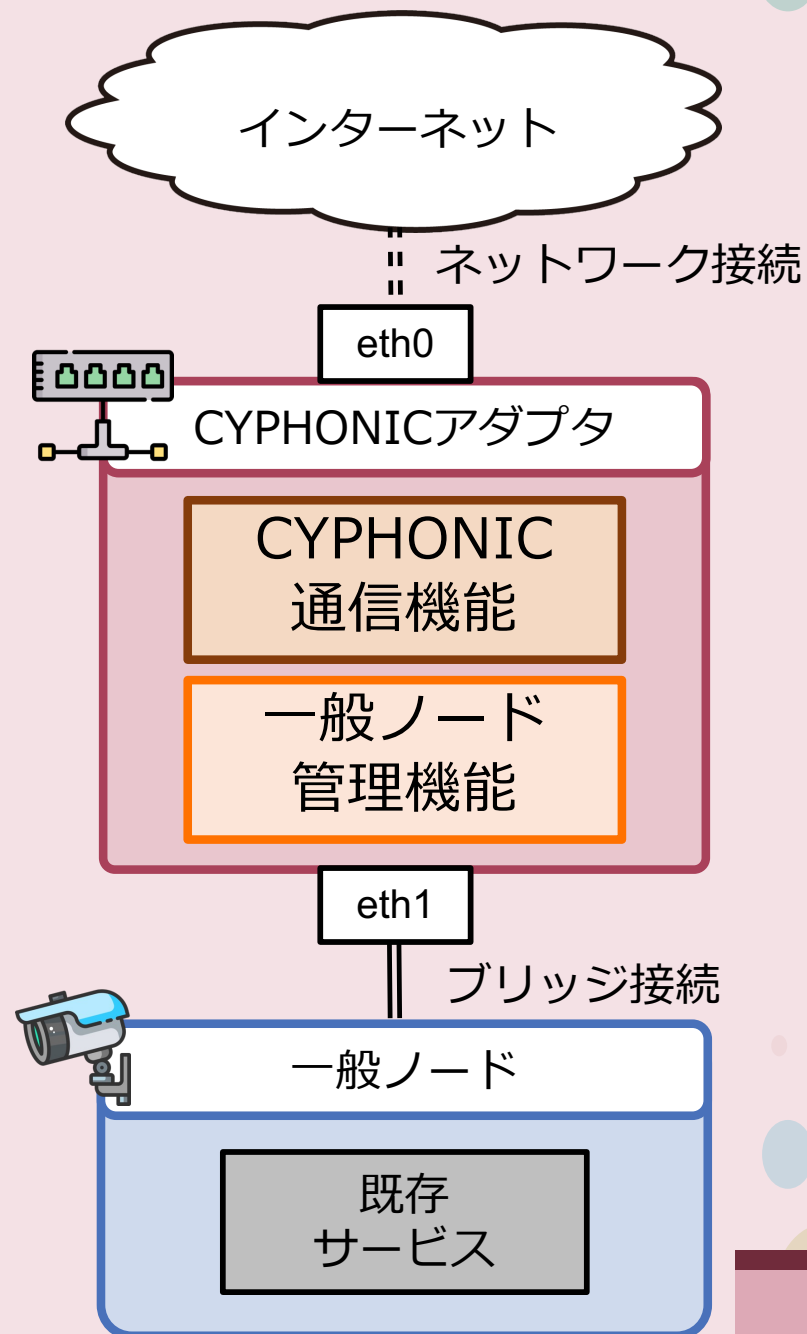 インターネット
ネットワーク接続
eth0
CYPHONICアダプタ
CYPHONIC
通信機能
一般ノード
管理機能
eth1
ブリッジ接続
一般ノード
既存
サービス